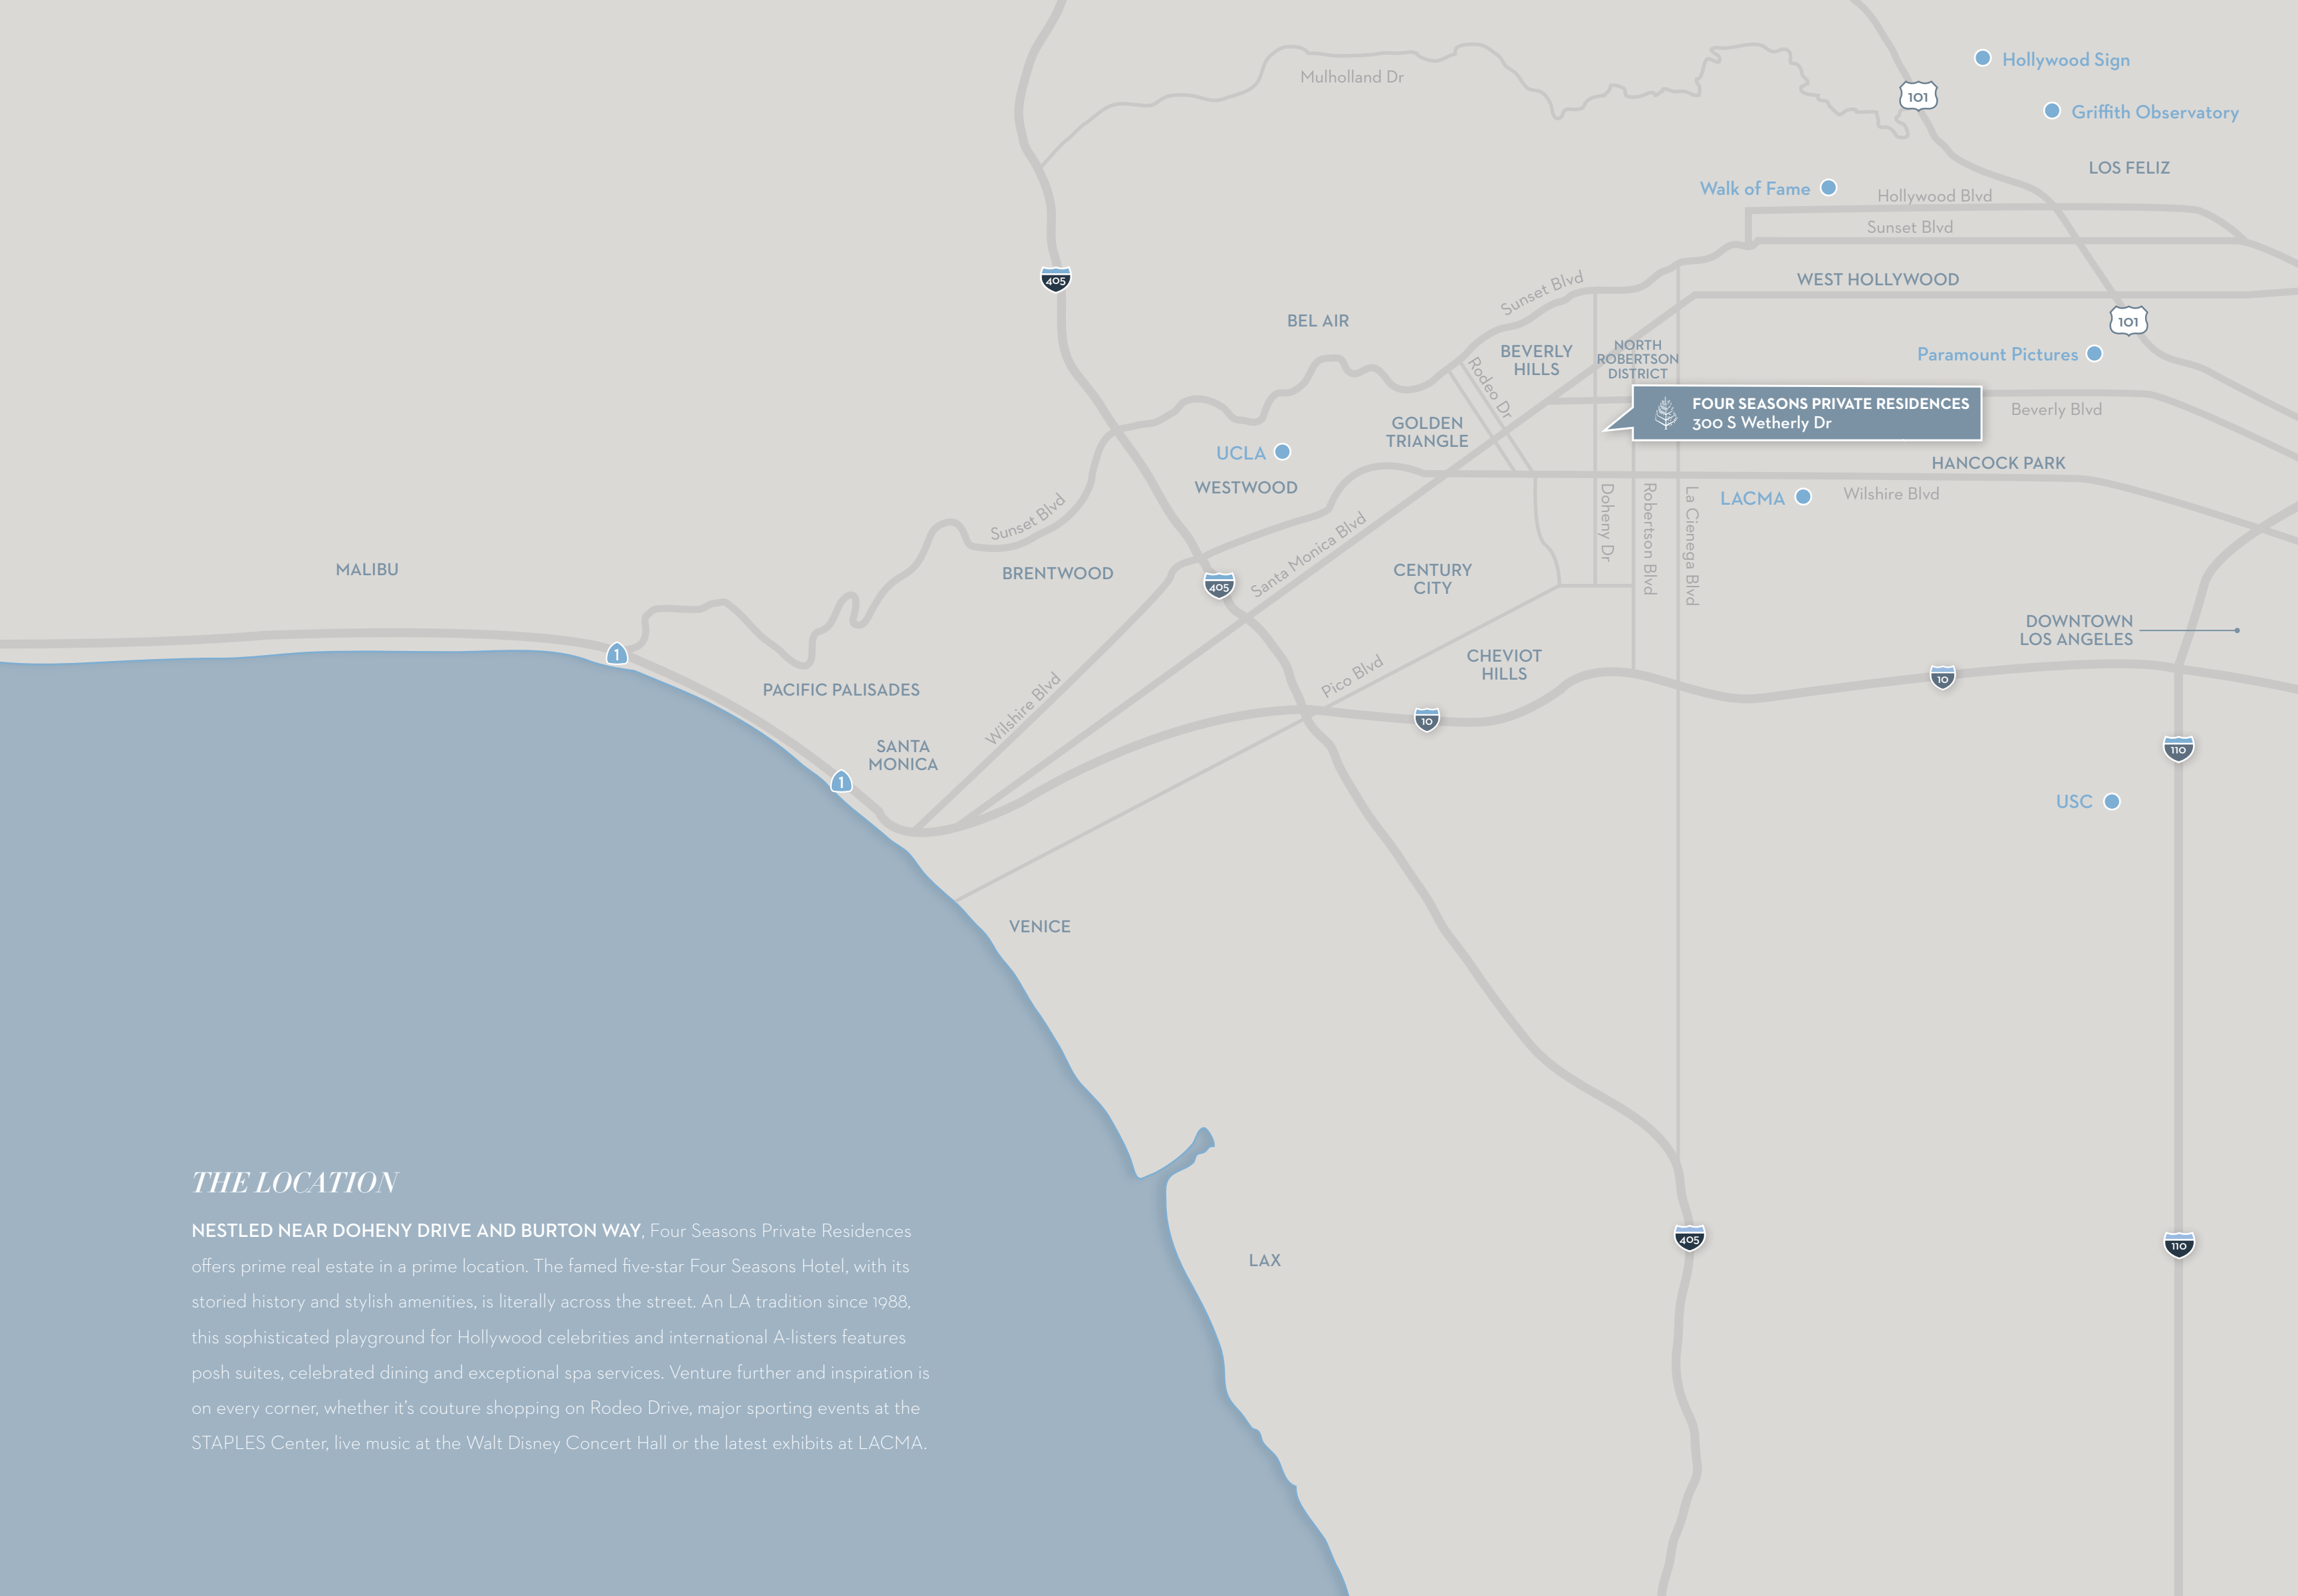 Mulholland Dr
Hollywood Sign
101
Griffith Observatory
LOS FELIZ
Walk of Fame
Hollywood Blvd
Sunset Blvd
405
WEST HOLLYWOOD
Sunset Blvd
BEL AIR
101
BEVERLY
HILLS
NORTH
ROBERTSON
DISTRICT
Paramount Pictures
Rodeo Dr
FOUR SEASONS PRIVATE RESIDENCES
300 S Wetherly Dr
Beverly Blvd
GOLDEN
TRIANGLE
UCLA
WESTWOOD
HANCOCK PARK
LACMA
Wilshire Blvd
Sunset Blvd
Santa Monica Blvd
Doheny Dr
Robertson Blvd
La Cienega Blvd
MALIBU
BRENTWOOD
405
CENTURY
CITY
DOWNTOWN
LOS ANGELES
1
PACIFIC PALISADES
Wilshire Blvd
Pico Blvd
CHEVIOT
HILLS
10
10
SANTA
MONICA
1
110
USC
VENICE
LAX
405
110
THE LOCATION
NESTLED NEAR DOHENY DRIVE AND BURTON WAY, Four Seasons Private Residences
offers prime real estate in a prime location. The famed five-star Four Seasons Hotel, with its
storied history and stylish amenities, is literally across the street. An LA tradition since 1988,
this sophisticated playground for Hollywood celebrities and international A-listers features
posh suites, celebrated dining and exceptional spa services. Venture further and inspiration is
on every corner, whether it's couture shopping on Rodeo Drive, major sporting events at the
STAPLES Center, live music at the Walt Disney Concert Hall or the latest exhibits at LACMA.